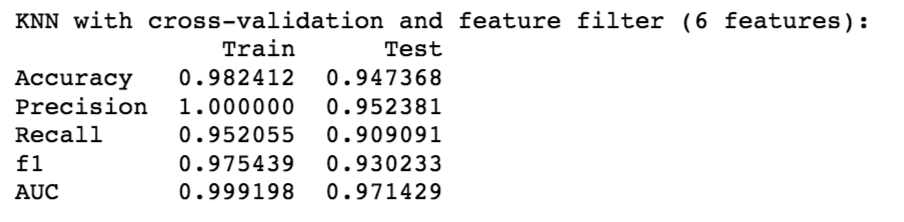 KNN with cross-validation and feature filter (6 features):
Train Test
Accuracy 0.982412 0.947368
Precision 1.000000 0.952381
Recall 0.952055 0.909091
f1 0.975439 0.930233
AUC 0.999198 0.971429